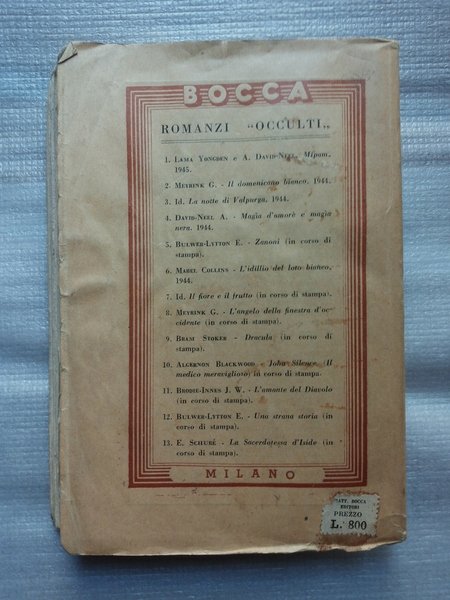 BOCCA
ROMANZI "OCCULTI„
1. Lama Yongden e A. David-Neel. Mipam.
1945.
2. Meyrink G. - Il domenicano bianco. 1944.
3. Id. La notte di Valpurga. 1944.
4. David-Neel A. - Magia d'amore e magia
nera. 1944.
5. Bulwer-Lytton E. - Zanoni (in corso di
stampa).
6. Mabel Collins - L'idillio del loto bianco.
1944.
7. Id. Il fiore e il frutto (in corso di stampa).
8. Meyrink G. - L'angelo della finestra d'oc-
cidente (in corso di stampa).
9. Bram Stoker - Dracula (in corso di
stampa).
10. Algernon Blackwood - John Silence (Il
medico meraviglioso) in corso di stampa.
11. Brodie-Innes J. W. - L'amante del Diavolo
(in corso di stampa).
12. Bulwer-Lytton E. - Una strana storia (in
corso di stampa).
13. E. Schuré - La Sacerdotessa d'Iside (in
corso di stampa).
MILANO
FRATT. BOCCA
EDITORI
PREZZO
L. 800